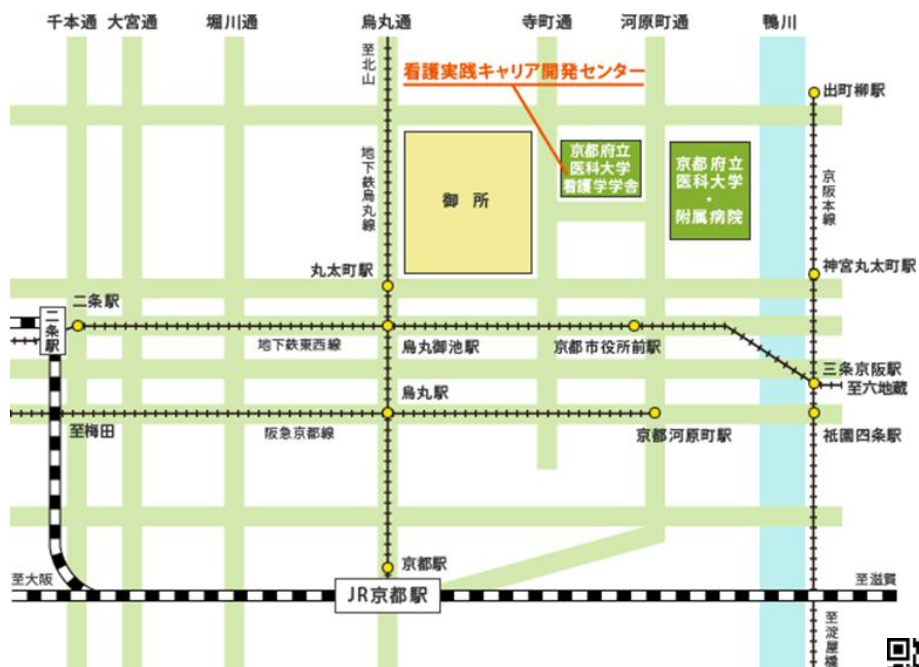 千本通 大宮通 堀川通 烏丸通 寺町通 河原町通 鴨川
至北山
看護実践キャリア開発センター
出町柳駅
地下鉄烏丸線
御所
京都府立
医科大学
看護学学舎
京都府立
医科大学
・
附属病院
京阪本線
丸太町駅
神宮丸太町駅
二条駅
二条駅
地下鉄東西線
烏丸御池駅
京都市役所前駅
三条京阪駅
至六地蔵
烏丸駅
至梅田
阪急京都線
京都河原町駅
祇園四条駅
京都駅
至大阪
JR京都駅
至滋賀
至淀屋橋